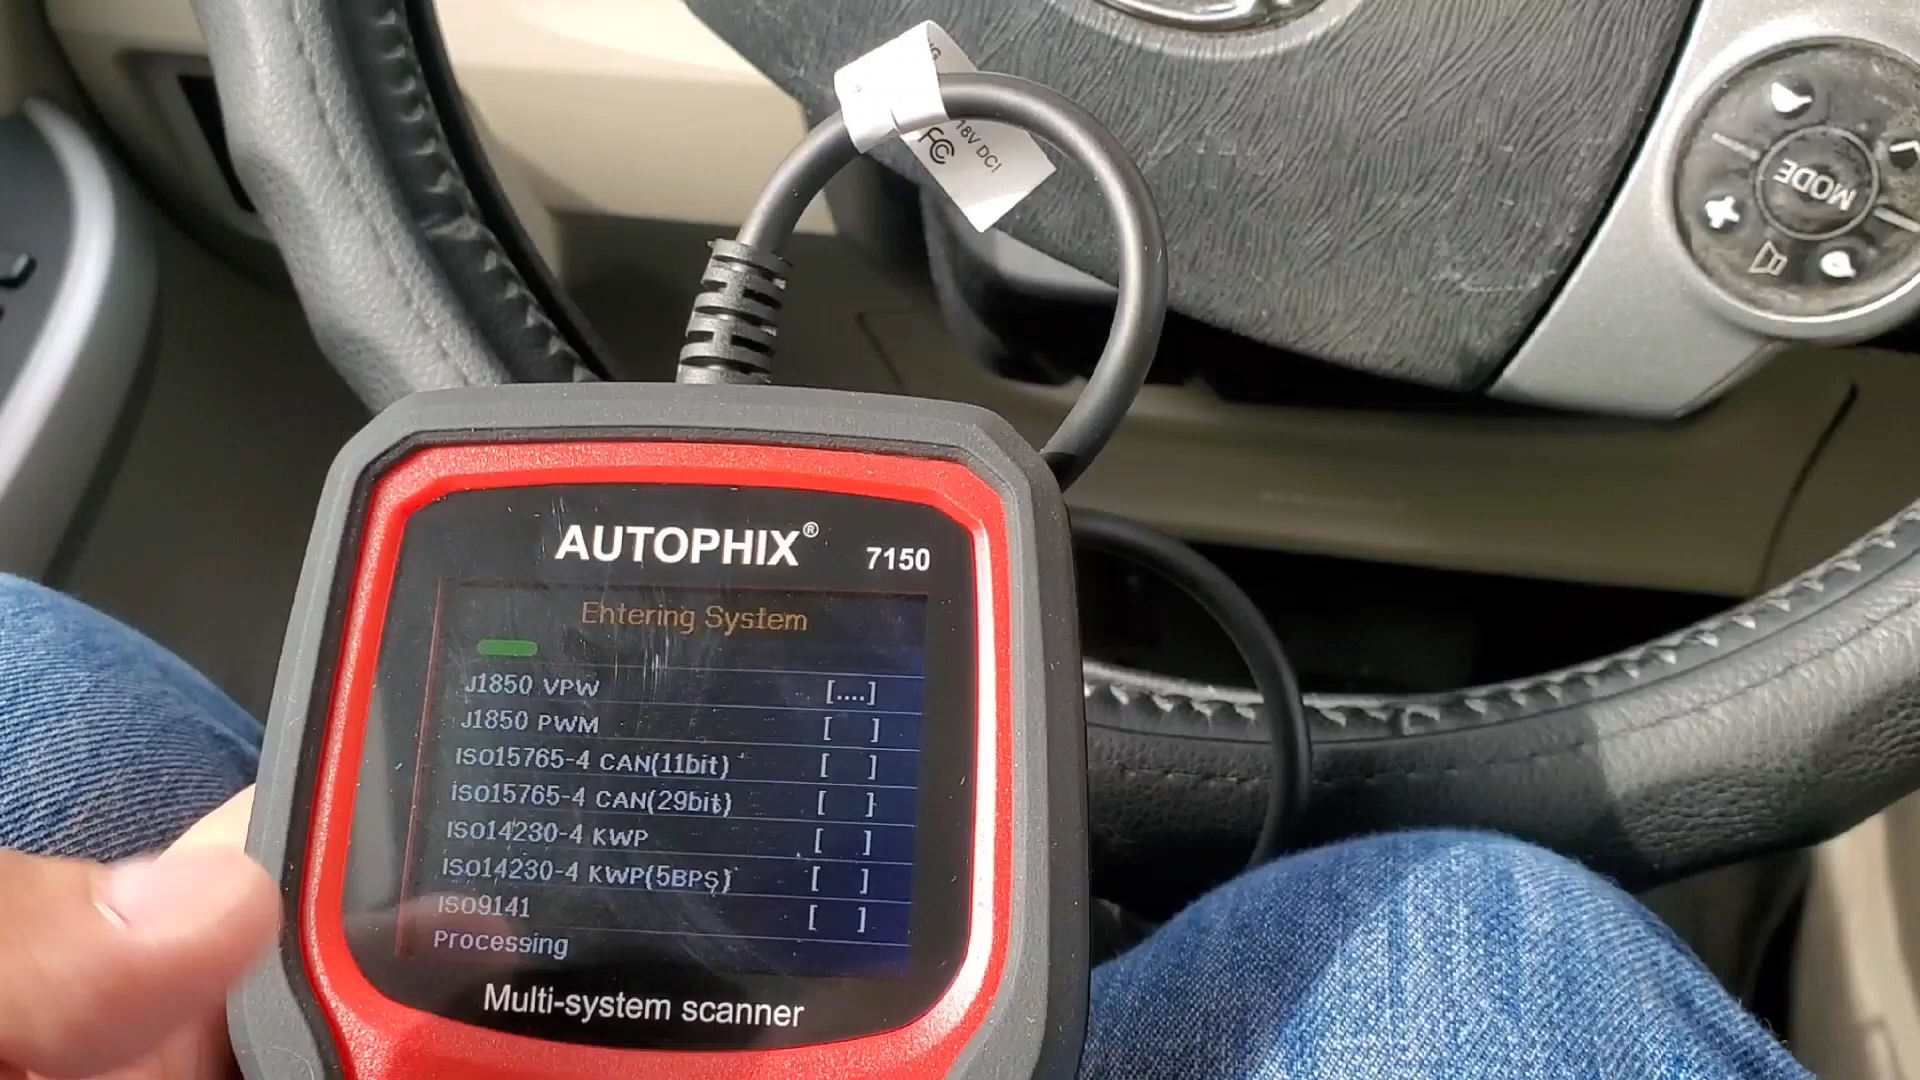 18V DC
FC
MODE
AUTOPHIX®
7150
Entering System
J1850 VPW [....]
J1850 PWM [ ]
ISO15765-4 CAN(11bit) [ ]
ISO15765-4 CAN(29bit) [ ]
ISO14230-4 KWP [ ]
ISO14230-4 KWP(5BPS) [ ]
ISO9141 [ ]
Processing
Multi-system scanner